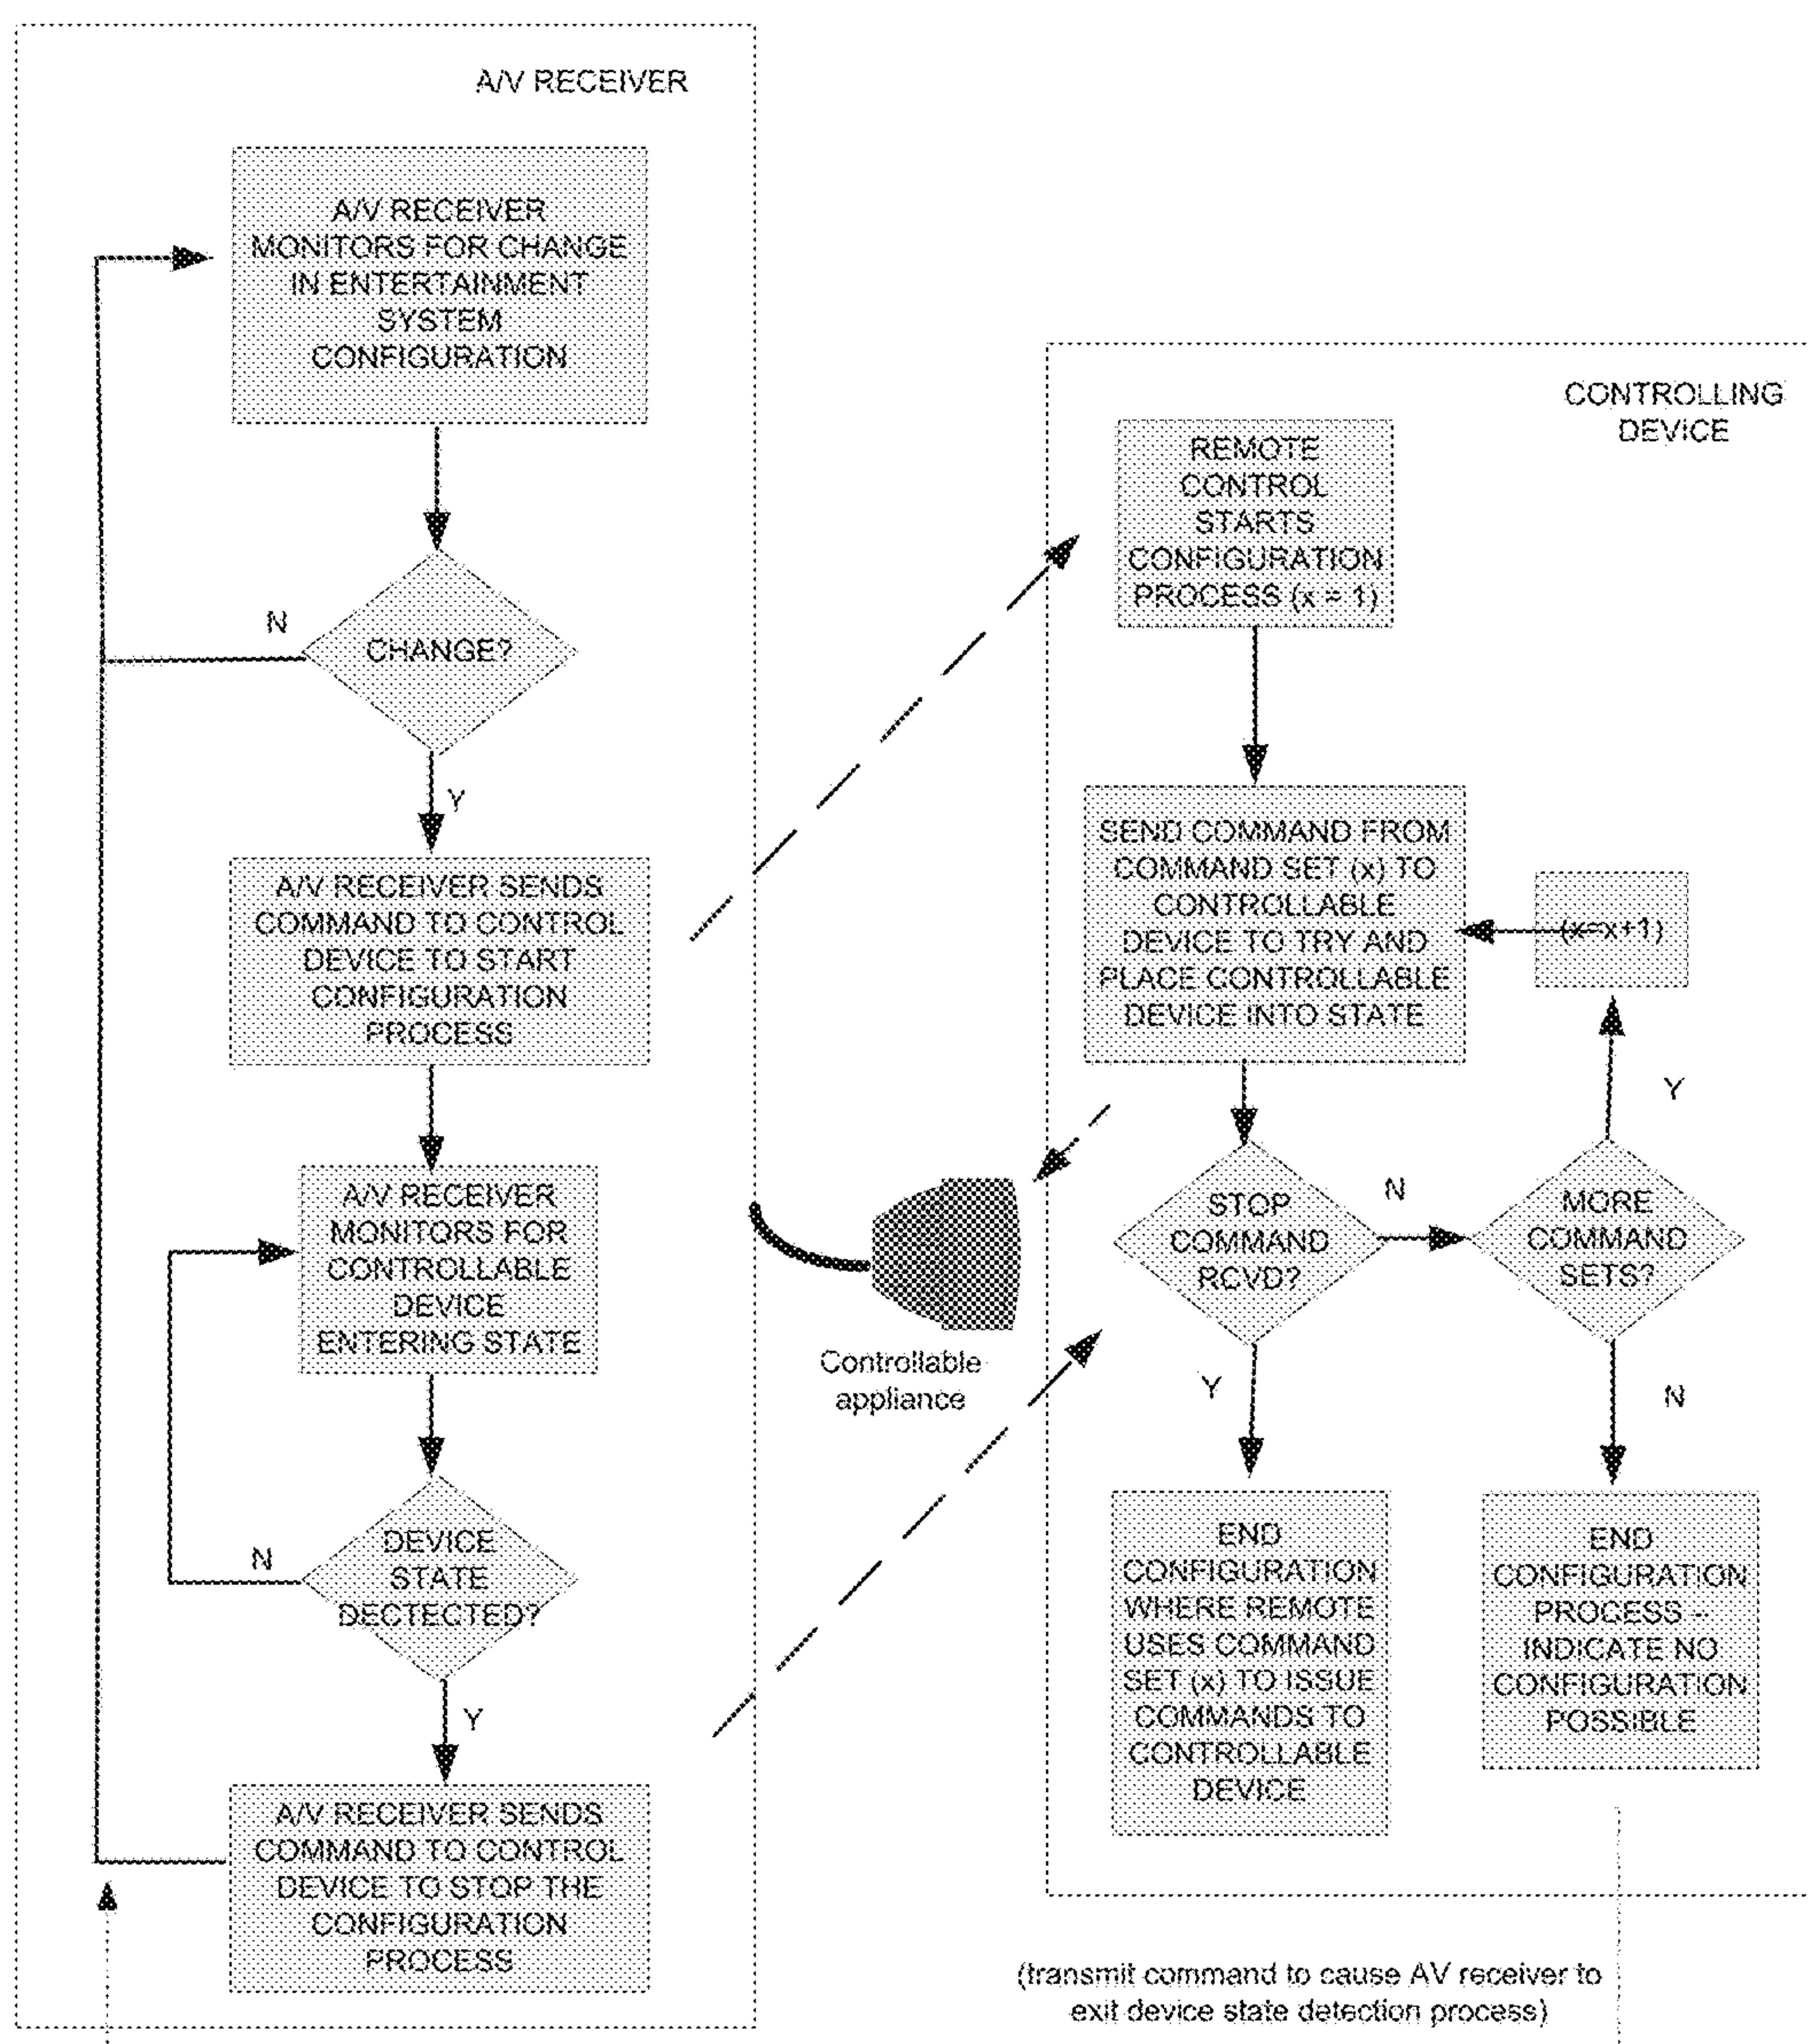 A/V RECEIVER
A/V RECEIVER
MONITORS FOR CHANGE
IN ENTERTAINMENT
SYSTEM
CONFIGURATION
CHANGE?
N
Y
A/V RECEIVER SENDS
COMMAND TO CONTROL
DEVICE TO START
CONFIGURATION
PROCESS
A/V RECEIVER
MONITORS FOR
CONTROLLABLE
DEVICE
ENTERING STATE
DEVICE
STATE
DECTECTED?
N
Y
A/V RECEIVER SENDS
COMMAND TO CONTROL
DEVICE TO STOP THE
CONFIGURATION
PROCESS
Controllable
appliance
CONTROLLING
DEVICE
REMOTE
CONTROL
STARTS
CONFIGURATION
PROCESS (x = 1)
SEND COMMAND FROM
COMMAND SET (x) TO
CONTROLLABLE
DEVICE TO TRY AND
PLACE CONTROLLABLE
DEVICE INTO STATE
(x=x+1)
STOP
COMMAND
RCVD?
N
Y
MORE
COMMAND
SETS?
Y
N
END
CONFIGURATION
WHERE REMOTE
USES COMMAND
SET (x) TO ISSUE
COMMANDS TO
CONTROLLABLE
DEVICE
END
CONFIGURATION
PROCESS –
INDICATE NO
CONFIGURATION
POSSIBLE
(transmit command to cause AV receiver to
exit device state detection process)